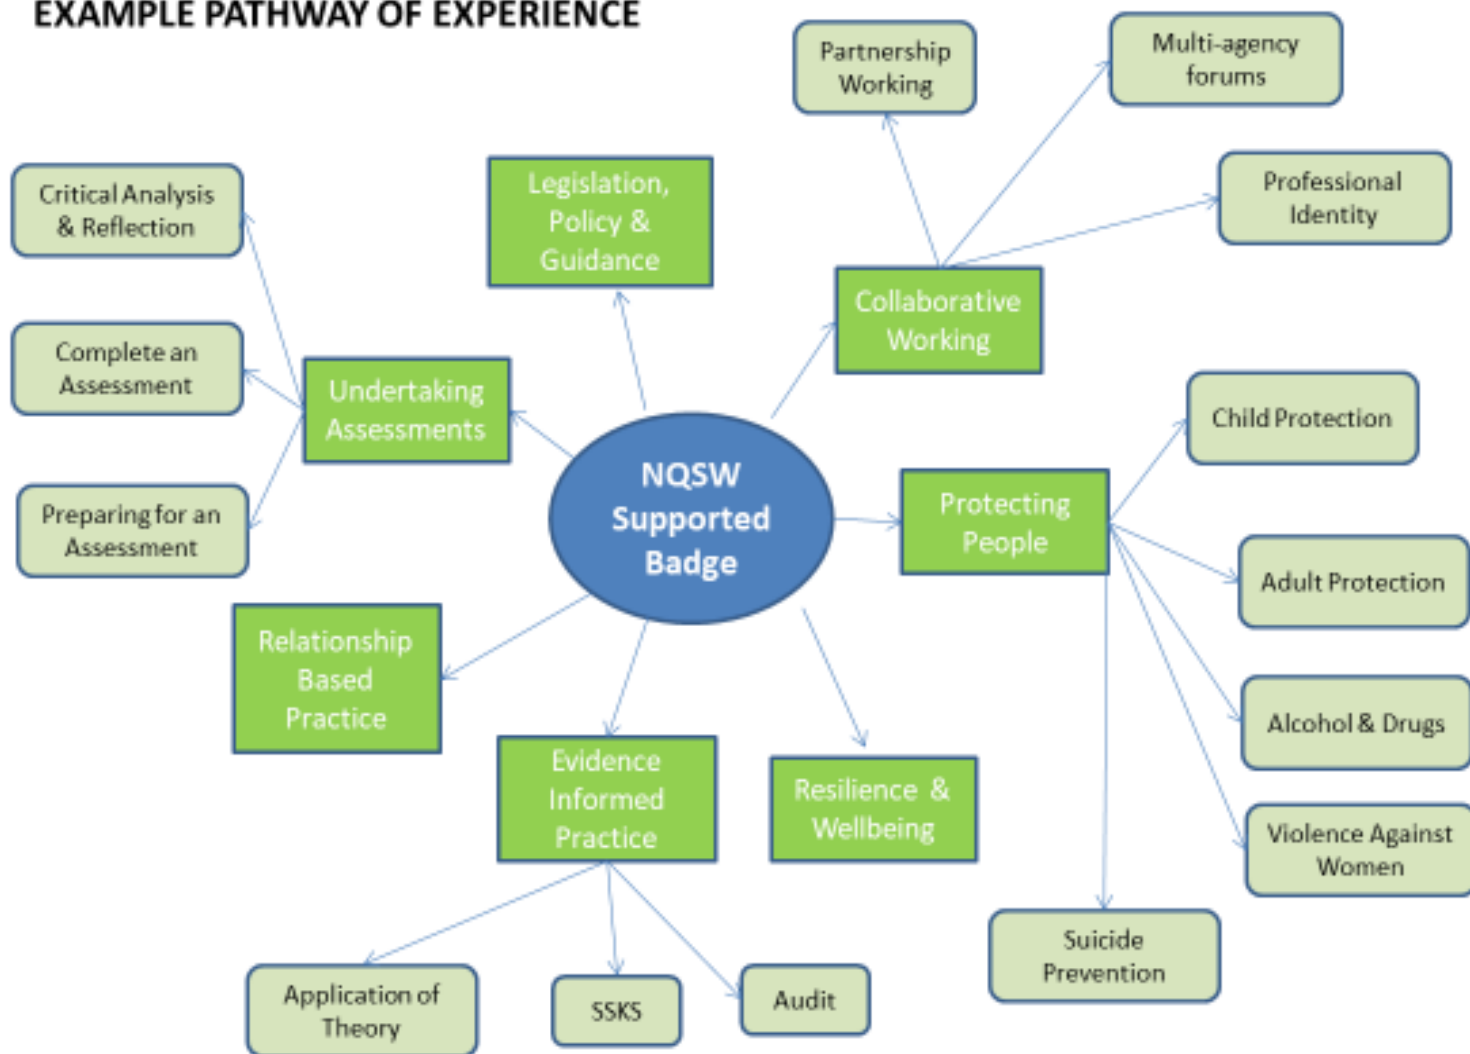 EXAMPLE PATHWAY OF EXPERIENCE
Partnership
Working
Multi-agency
forums
Critical Analysis
& Reflection
Legislation,
Policy &
Guidance
Professional
Identity
Collaborative
Working
Complete an
Assessment
Undertaking
Assessments
Child Protection
NQSW
Supported
Badge
Protecting
People
Preparing for an
Assessment
Adult Protection
Relationship
Based
Practice
Alcohol & Drugs
Evidence
Informed
Practice
Resilience &
Wellbeing
Violence Against
Women
Suicide
Prevention
Application of
Theory
SSKS
Audit